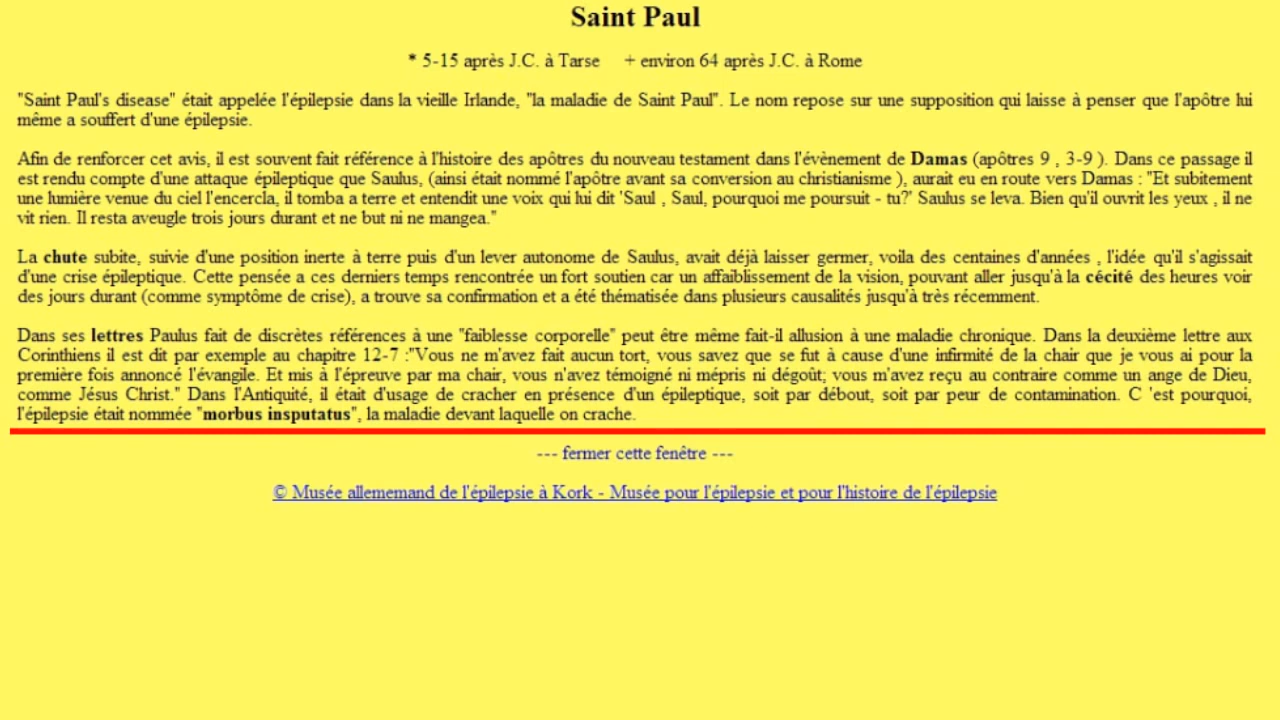 Saint Paul
* 5-15 après J.C. à Tarse + environ 64 après J.C. à Rome
"Saint Paul's disease" était appelée l'épilepsie dans la vieille Irlande, "la maladie de Saint Paul". Le nom repose sur une supposition qui laisse à penser que l'apôtre lui
même a souffert d'une épilepsie.
Afin de renforcer cet avis, il est souvent fait référence à l'histoire des apôtres du nouveau testament dans l'évènement de Damas (apôtres 9 , 3-9 ). Dans ce passage il
est rendu compte d'une attaque épileptique que Saulus, (ainsi était nommé l'apôtre avant sa conversion au christianisme ), aurait eu en route vers Damas : "Et subitement
une lumière venue du ciel l'encercla, il tomba a terre et entendit une voix qui lui dit 'Saul , Saul, pourquoi me poursuit - tu?' Saulus se leva. Bien qu'il ouvrit les yeux , il ne
vit rien. Il resta aveugle trois jours durant et ne but ni ne mangea."
La chute subite, suivie d'une position inerte à terre puis d'un lever autonome de Saulus, avait déjà laisser germer, voila des centaines d'années , l'idée qu'il s'agissait
d'une crise épileptique. Cette pensée a ces derniers temps rencontrée un fort soutien car un affaiblissement de la vision, pouvant aller jusqu'à la cécité des heures voir
des jours durant (comme symptôme de crise), a trouve sa confirmation et a été thématisée dans plusieurs causalités jusqu'à très récemment.
Dans ses lettres Paulus fait de discrètes références à une "faiblesse corporelle" peut être même fait-il allusion à une maladie chronique. Dans la deuxième lettre aux
Corinthiens il est dit par exemple au chapitre 12-7 :"Vous ne m'avez fait aucun tort, vous savez que se fut à cause d'une infirmité de la chair que je vous ai pour la
première fois annoncé l'évangile. Et mis à l'épreuve par ma chair, vous n'avez témoigné ni mépris ni dégoût; vous m'avez reçu au contraire comme un ange de Dieu,
comme Jésus Christ." Dans l'Antiquité, il était d'usage de cracher en présence d'un épileptique, soit par débout, soit par peur de contamination. C 'est pourquoi,
l'épilepsie était nommée "morbus insputatus", la maladie devant laquelle on crache.
--- fermer cette fenêtre ---
© Musée allememand de l'épilepsie à Kork - Musée pour l'épilepsie et pour l'histoire de l'épilepsie